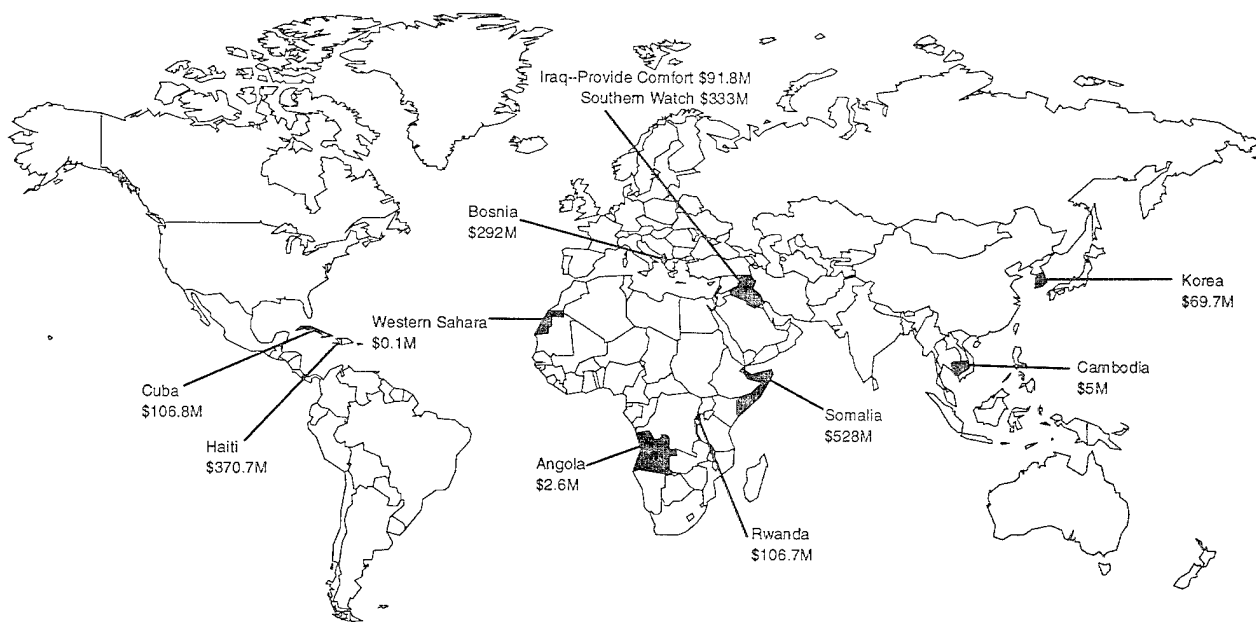 Iraq--Provide Comfort $91.8M
Southern Watch $333M
Bosnia
$292M
Korea
$69.7M
Western Sahara
$0.1M
Cambodia
$5M
Cuba
$106.8M
Somalia
$528M
Haiti
$370.7M
Angola
$2.6M
Rwanda
$106.7M